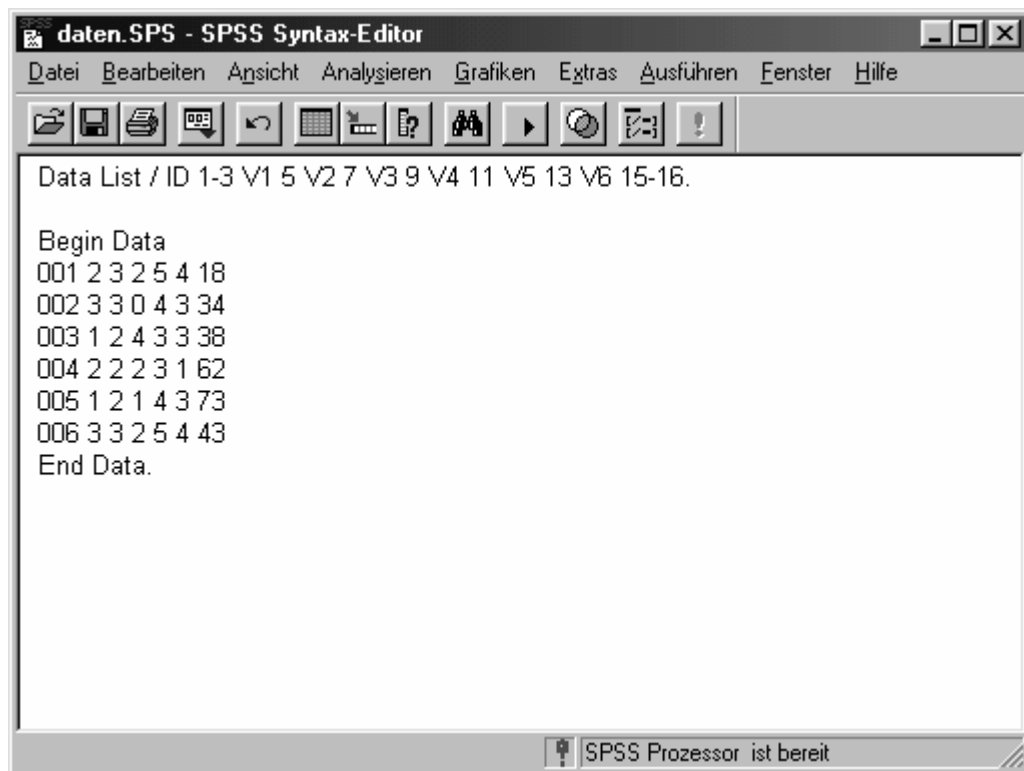 daten.SPS - SPSS Syntax-Editor
Datei Bearbeiten Ansicht Analysieren Grafiken Extras Ausführen Fenster Hilfe
Data List / ID 1-3 V1 5 V2 7 V3 9 V4 11 V5 13 V6 15-16.
Begin Data
001 2 3 2 5 4 18
002 3 3 0 4 3 34
003 1 2 4 3 3 38
004 2 2 2 3 1 62
005 1 2 1 4 3 73
006 3 3 2 5 4 43
End Data.
SPSS Prozessor ist bereit